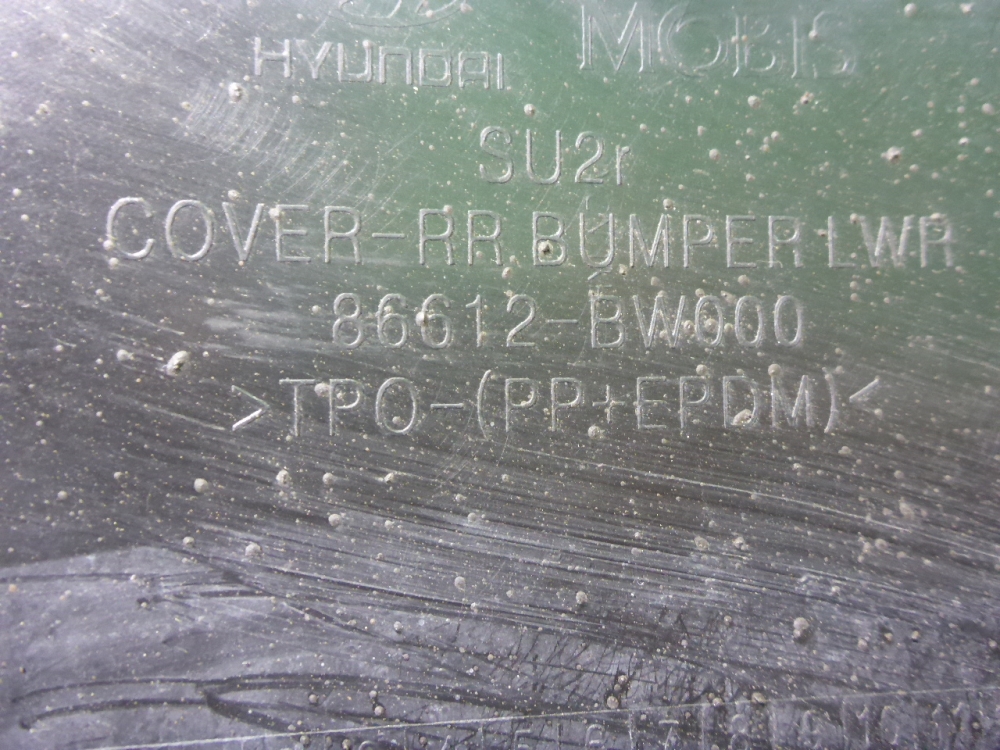 HYUNDAI MOBIS
SU2r
COVER-RR BUMPER LWR
86612-BW000
>TPO-(PP+EPDM)<